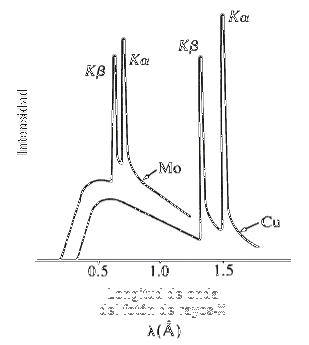 Kβ
Kα
Kβ
Kα
Intensidad
Mo
Cu
0.5
1.0
1.5
Longitud de onda
del fotón de rayos-X
λ(Å)